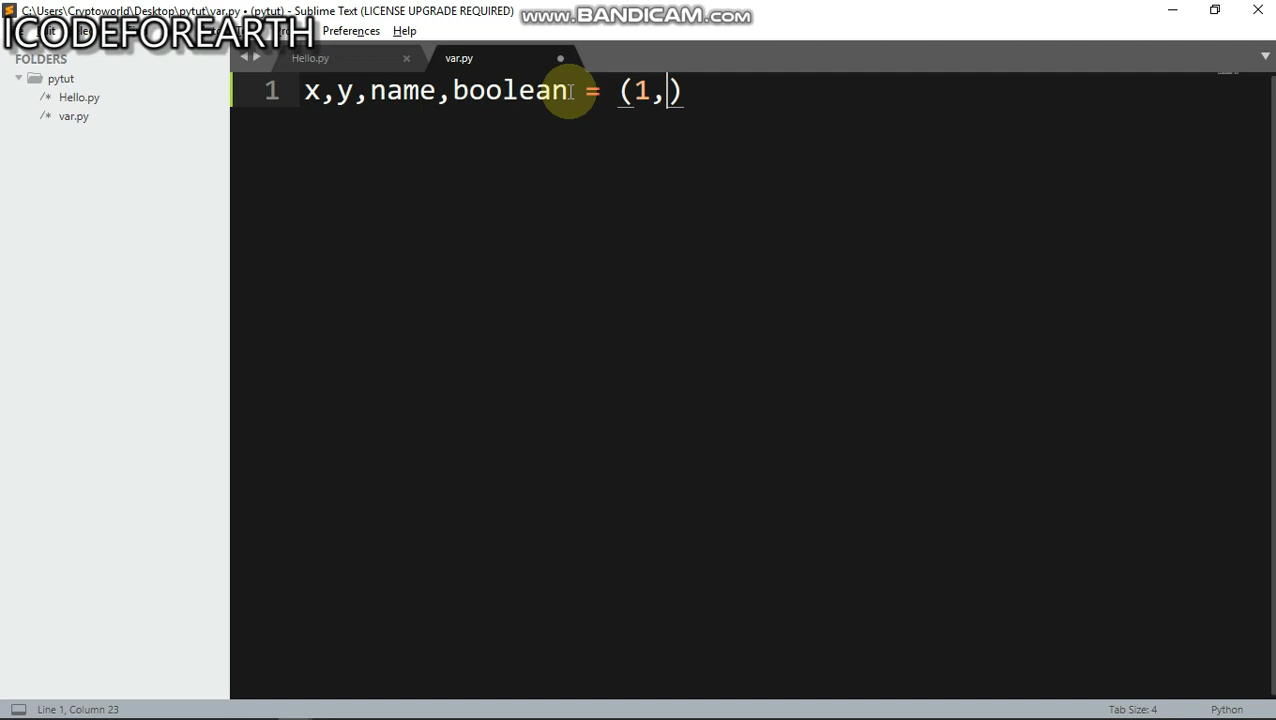 C:\Users\Cryptoworld\Desktop\pytut\var.py • (pytut) - Sublime Text (LICENSE UPGRADE REQUIRED)
www.BANDICAM.com
ICODEFOREARTH
Preferences Help
FOLDERS
pytut
Hello.py
var.py
Hello.py ×
var.py
1 x,y,name,boolean = (1,)
Line 1, Column 23
Tab Size: 4
Python